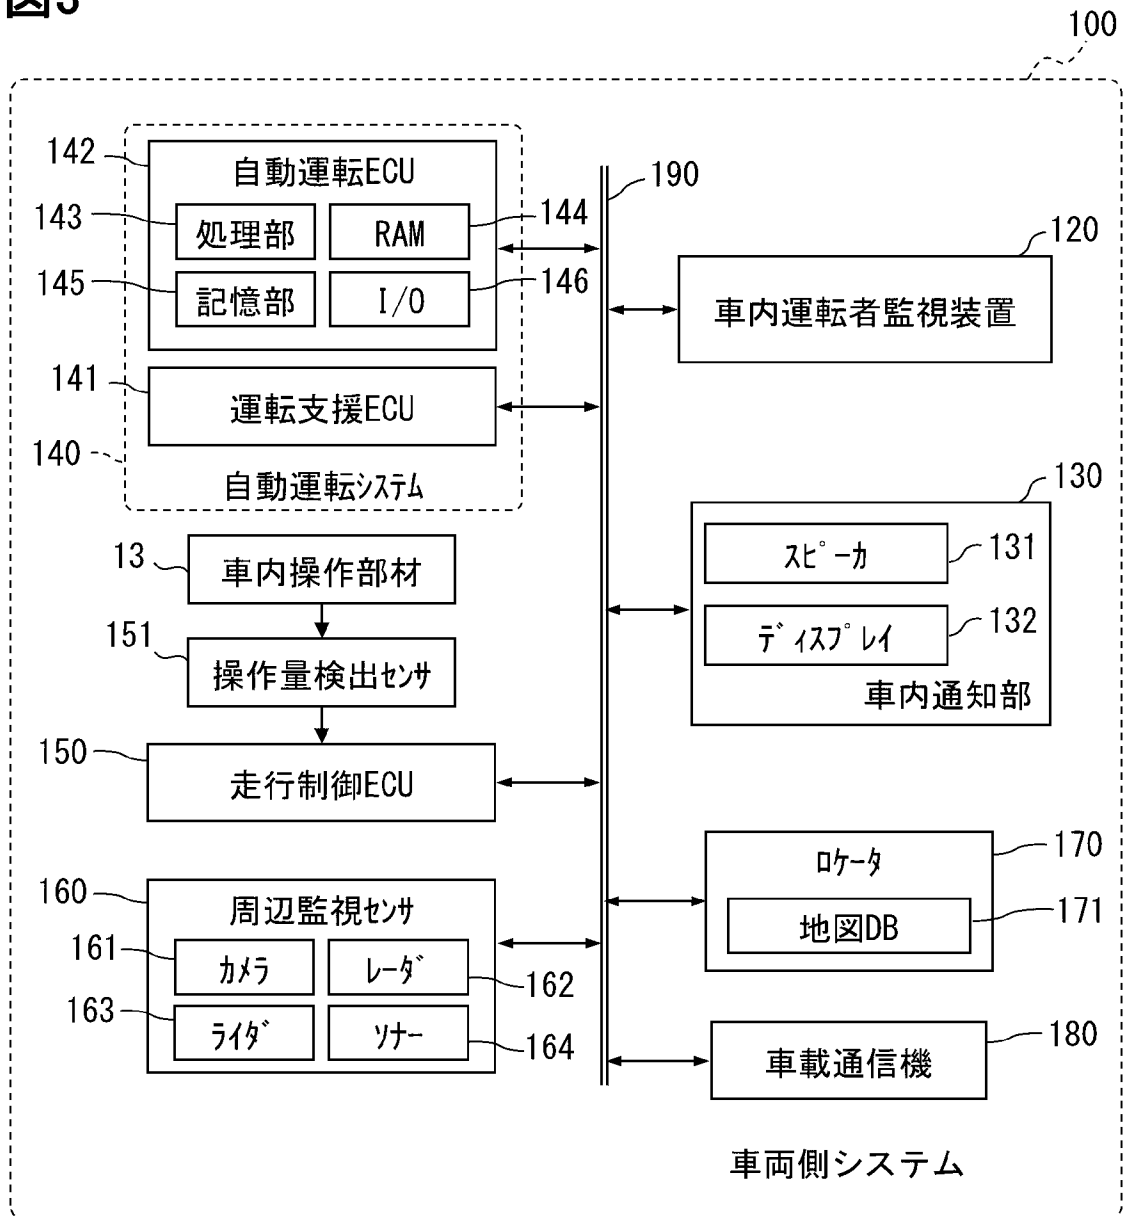 図3
100
142
自動運転ECU
190
143
処理部
RAM
144
145
記憶部
I/O
146
120
車内運転者監視装置
141
運転支援ECU
140
自動運転ｼｽﾃﾑ
130
ｽﾋﾟｰｶ
131
ﾃﾞｨｽﾌﾟﾚｲ
132
車内通知部
13
車内操作部材
151
操作量検出ｾﾝｻ
150
走行制御ECU
170
ﾛｹｰﾀ
地図DB
171
160
周辺監視ｾﾝｻ
161
ｶﾒﾗ
ﾚｰﾀﾞ
162
163
ﾗｲﾀﾞ
ｿﾅｰ
164
180
車載通信機
車両側システム